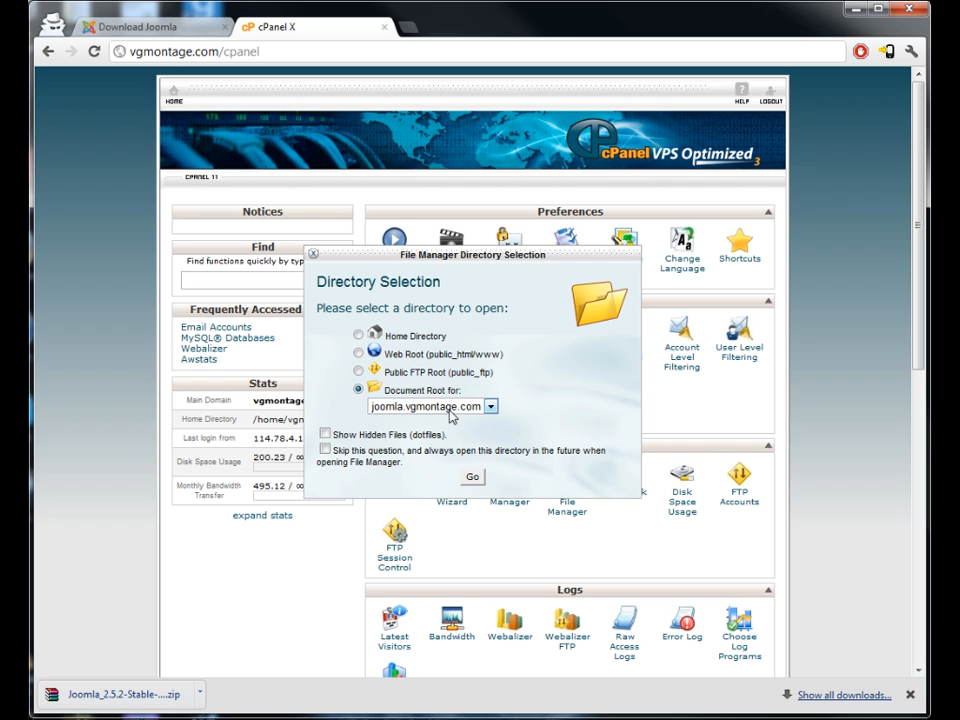 Download Joomla
cPanel X
vgmontage.com/cpanel
HOME
HELP
LOGOUT
cPanel VPS Optimized 3
CPANEL 11
Notices
Find
Find functions quickly by typ
Frequently Accessed
Email Accounts
MySQL® Databases
Webalizer
Awstats
Stats
Main Domain
vgmontage
Home Directory
/home/vgn
Last login from
114.78.4.1
Disk Space Usage
200.23 / ∞
Monthly Bandwidth Transfer
495.12 / ∞
expand stats
Preferences
Change Language
Shortcuts
File Manager Directory Selection
Directory Selection
Please select a directory to open:
Home Directory
Web Root (public_html/www)
Public FTP Root (public_ftp)
Document Root for:
joomla.vgmontage.com
Show Hidden Files (dotfiles).
Skip this question, and always open this directory in the future when
opening File Manager.
Go
Account Level Filtering
User Level Filtering
Wizard
Manager
File Manager
k
Disk Space Usage
FTP Accounts
FTP Session Control
Logs
Latest Visitors
Bandwidth
Webalizer
Webalizer FTP
Raw Access Logs
Error Log
Choose Log Programs
Joomla_2.5.2-Stable-....zip
Show all downloads...